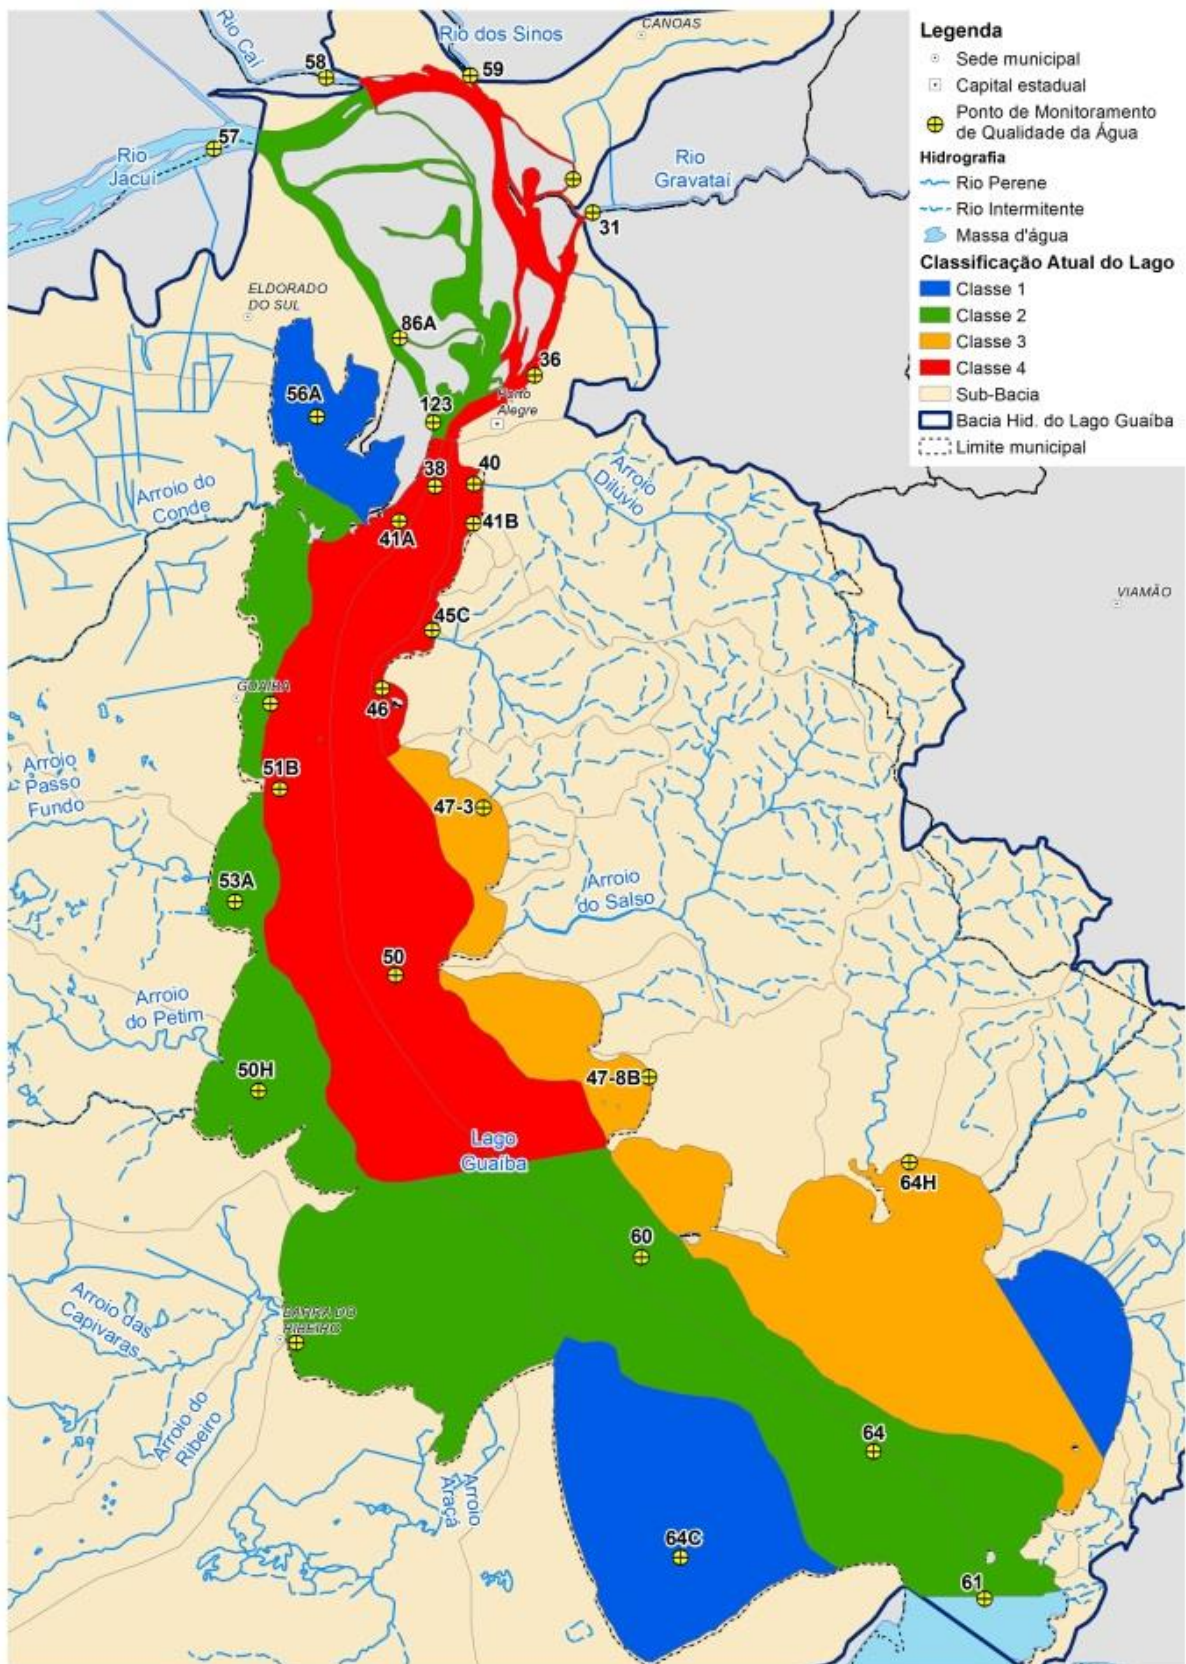 Rio Caí
Rio dos Sinos
CANOAS
58
59
57
Rio
Jacuí
Rio
Gravataí
31
ELDORADO
DO SUL
86A
36
56A
123
Porto
Alegre
38
40
Arroio
Dilúvio
Arroio do
Conde
41A
41B
VIAMÃO
45C
GUAÍBA
46
Arroio
Passo
Fundo
51B
47-3
53A
Arroio
do Salso
50
Arroio
do Petim
50H
47-8B
Lago
Guaíba
64H
60
Arroio das
Capivaras
BARRA DO
RIBEIRO
Arroio do
Ribeiro
64
Arroio
Araçá
64C
61
Legenda
Sede municipal
Capital estadual
Ponto de Monitoramento
de Qualidade da Água
Hidrografia
Rio Perene
Rio Intermitente
Massa d'água
Classificação Atual do Lago
Classe 1
Classe 2
Classe 3
Classe 4
Sub-Bacia
Bacia Hid. do Lago Guaíba
Limite municipal